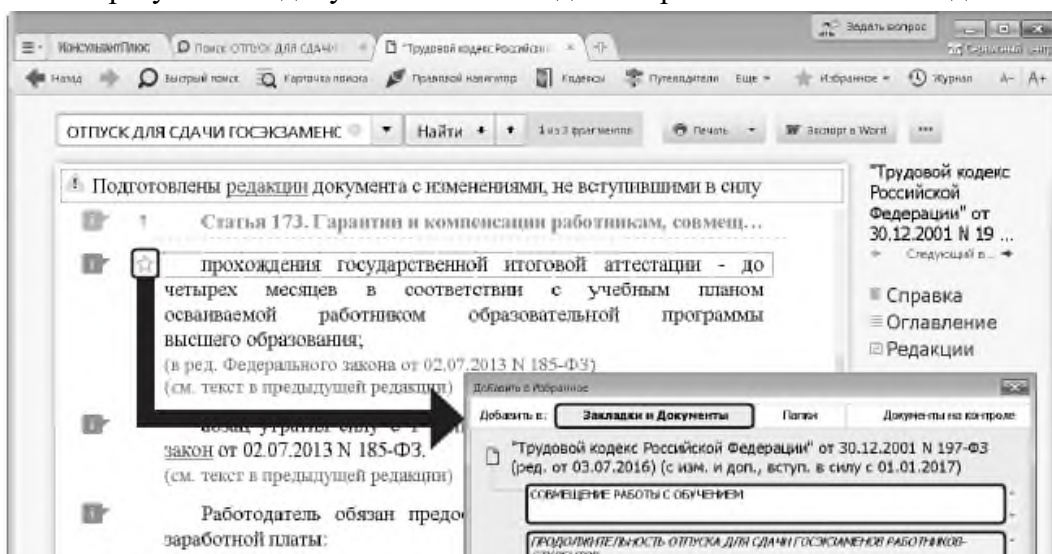 Задать вопрос
КонсультантПлюс Поиск ОТПУСК ДЛЯ СДАЧИ "Трудовой кодекс Российски
Назад Быстрый поиск Карточка поиска Правовой навигатор Кодексы Путеводители Еще Избранное Журнал А- А+
ОТПУСК ДЛЯ СДАЧИ ГОСЭКЗАМЕНС Найти 1 из 3 фрагментов Печать Экспорт в Word
Подготовлены редакции документа с изменениями, не вступившими в силу
"Трудовой кодекс
Российской
Федерации" от
30.12.2001 N 19 ...
Следующий в...
Справка
Оглавление
Редакции
Статья 173. Гарантии и компенсации работникам, совмещ...
прохождения государственной итоговой аттестации - до
четырех месяцев в соответствии с учебным планом
осваиваемой работником образовательной программы
высшего образования;
(в ред. Федерального закона от 02.07.2013 N 185-ФЗ)
(см. текст в предыдущей редакции)
абзац утратил силу с 1
закон от 02.07.2013 N 185-ФЗ.
(см. текст в предыдущей редакции)
Работодатель обязан предо
заработной платы:
Добавить в Избранное
Добавить в: Закладки и Документы Папки Документы на контроле
"Трудовой кодекс Российской Федерации" от 30.12.2001 N 197-ФЗ
(ред. от 03.07.2016) (с изм. и доп., вступ. в силу с 01.01.2017)
СОВМЕЩЕНИЕ РАБОТЫ С ОБУЧЕНИЕМ
ПРОДОЛЖИТЕЛЬНОСТЬ ОТПУСКА ДЛЯ СДАЧИ ГОСЭКЗАМЕНОВ РАБОТНИКОВ-